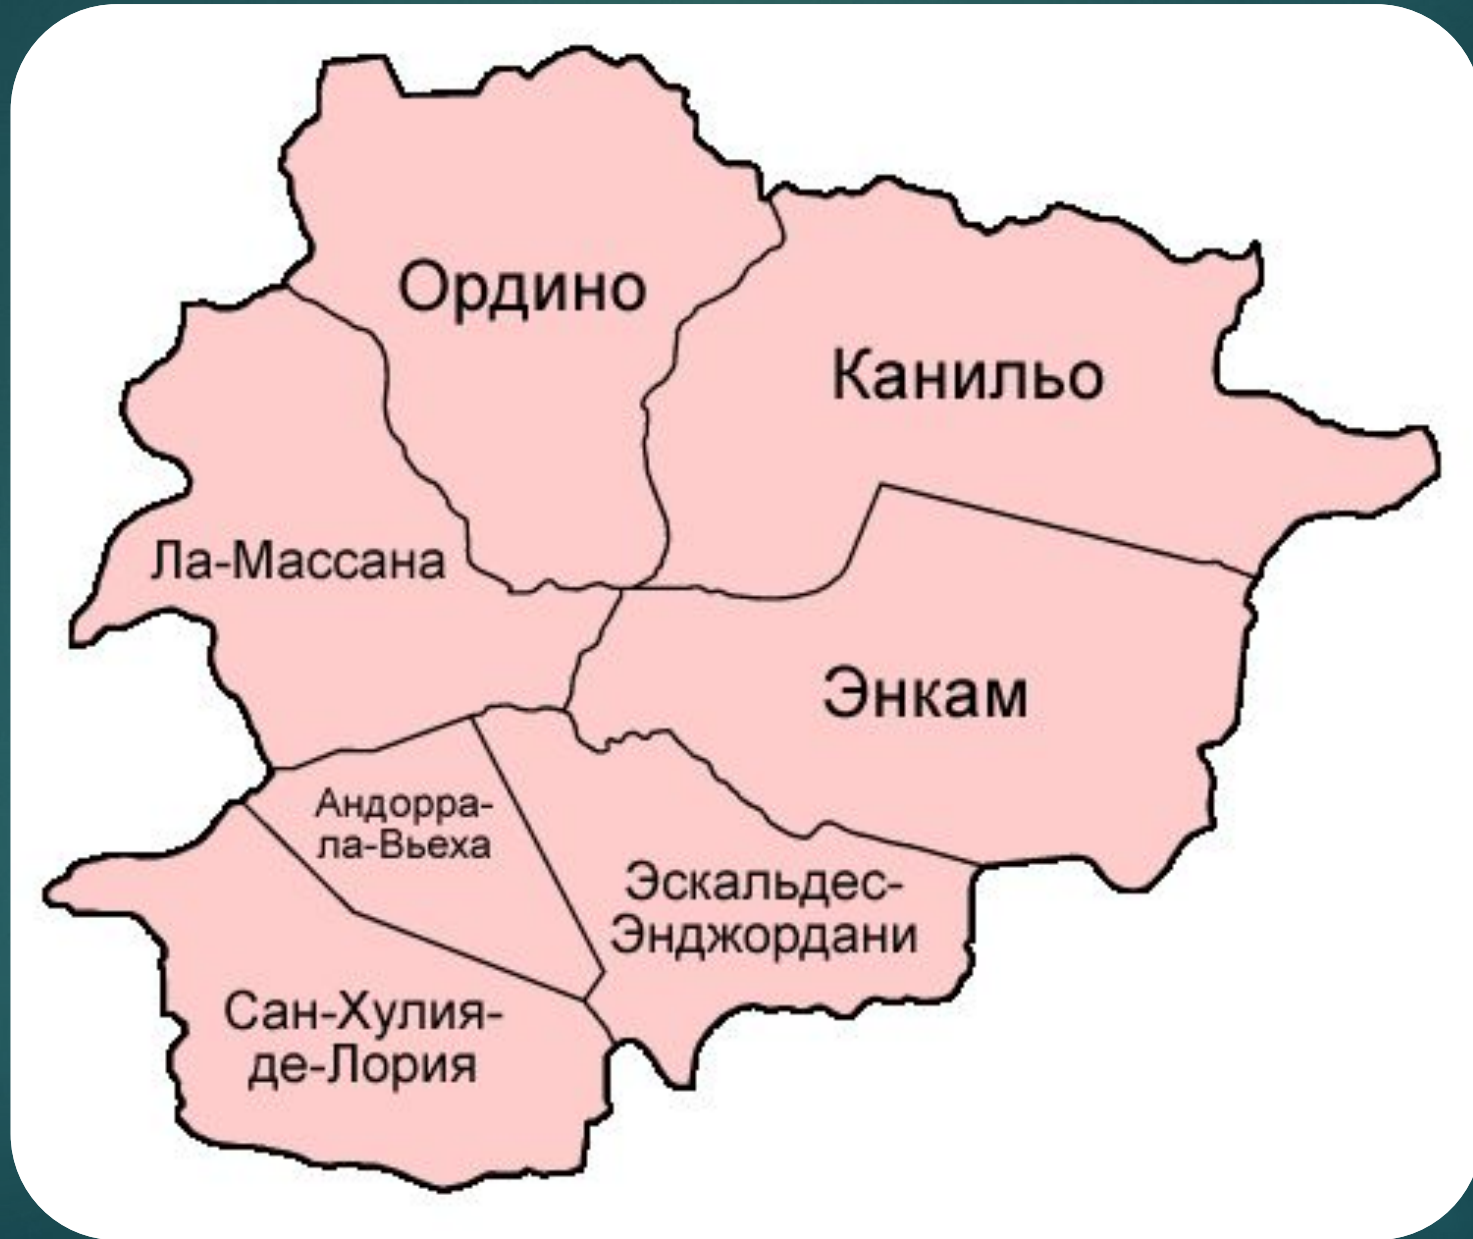 Ордино
Канильо
Ла-Массана
Энкам
Андорра-
ла-Вьеха
Эскальдес-
Энджордани
Сан-Хулия-
де-Лория